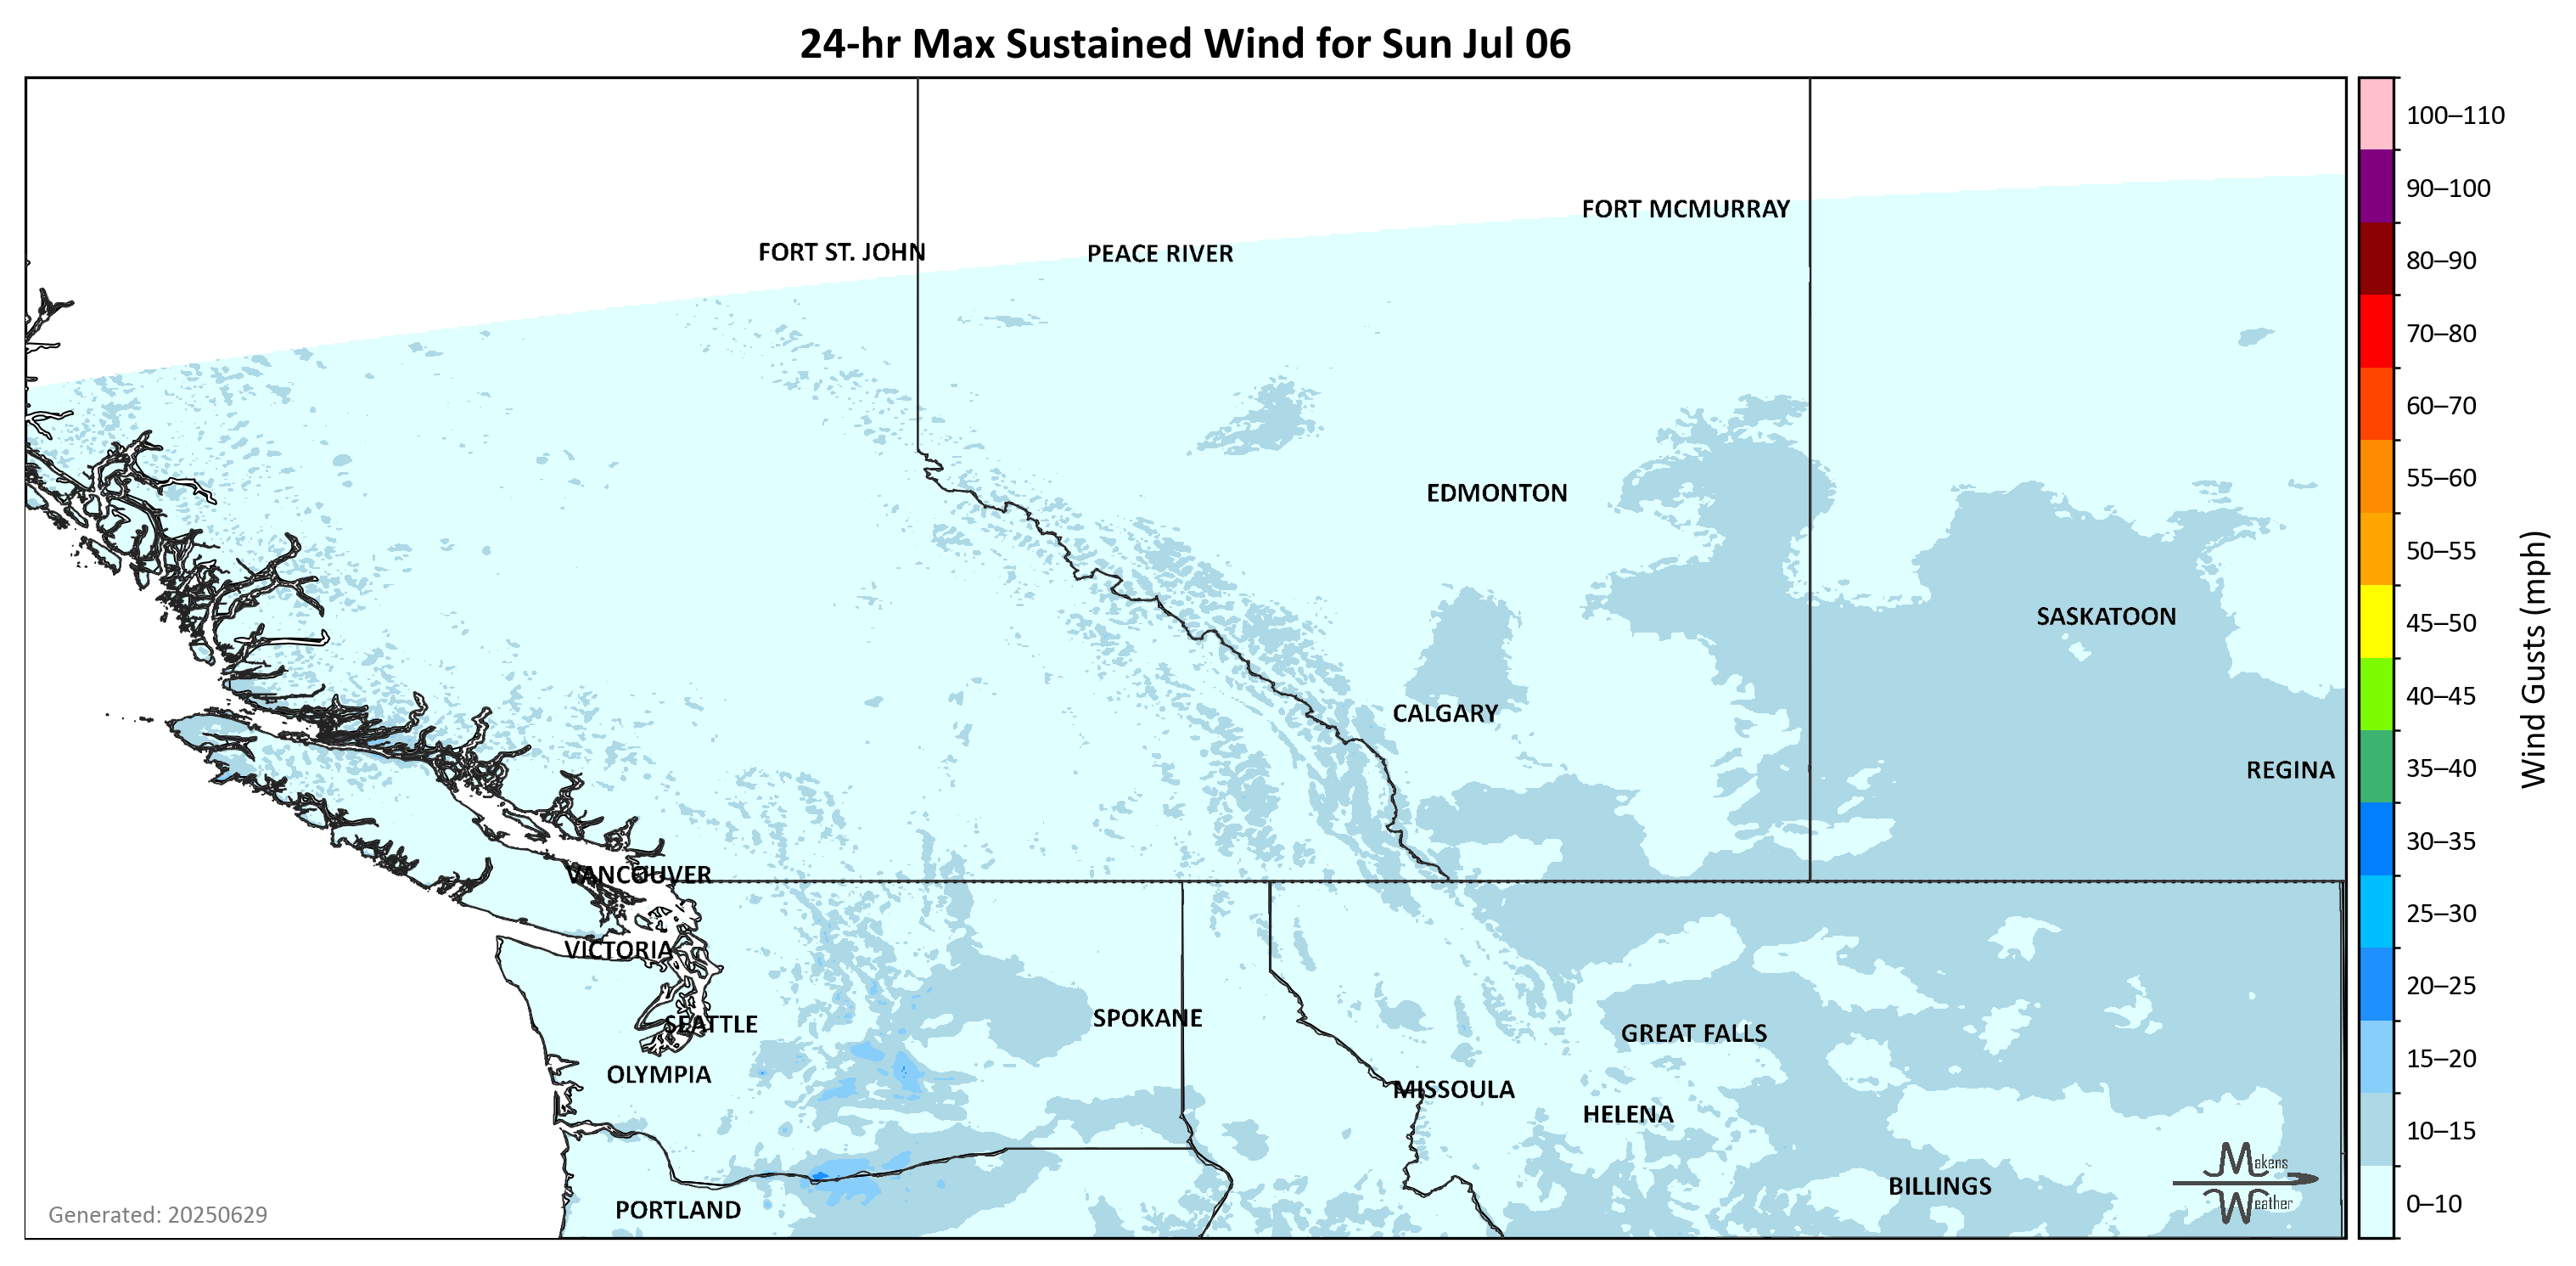 24-hr Max Sustained Wind for Sun Jul 06
100–110
90–100
80–90
70–80
60–70
55–60
50–55
45–50
40–45
35–40
30–35
25–30
20–25
15–20
10–15
0–10
Wind Gusts (mph)
FORT MCMURRAY
FORT ST. JOHN
PEACE RIVER
EDMONTON
SASKATOON
CALGARY
REGINA
VANCOUVER
VICTORIA
SEATTLE
SPOKANE
GREAT FALLS
OLYMPIA
MISSOULA
HELENA
BILLINGS
PORTLAND
Makens
Weather
Generated: 20250629